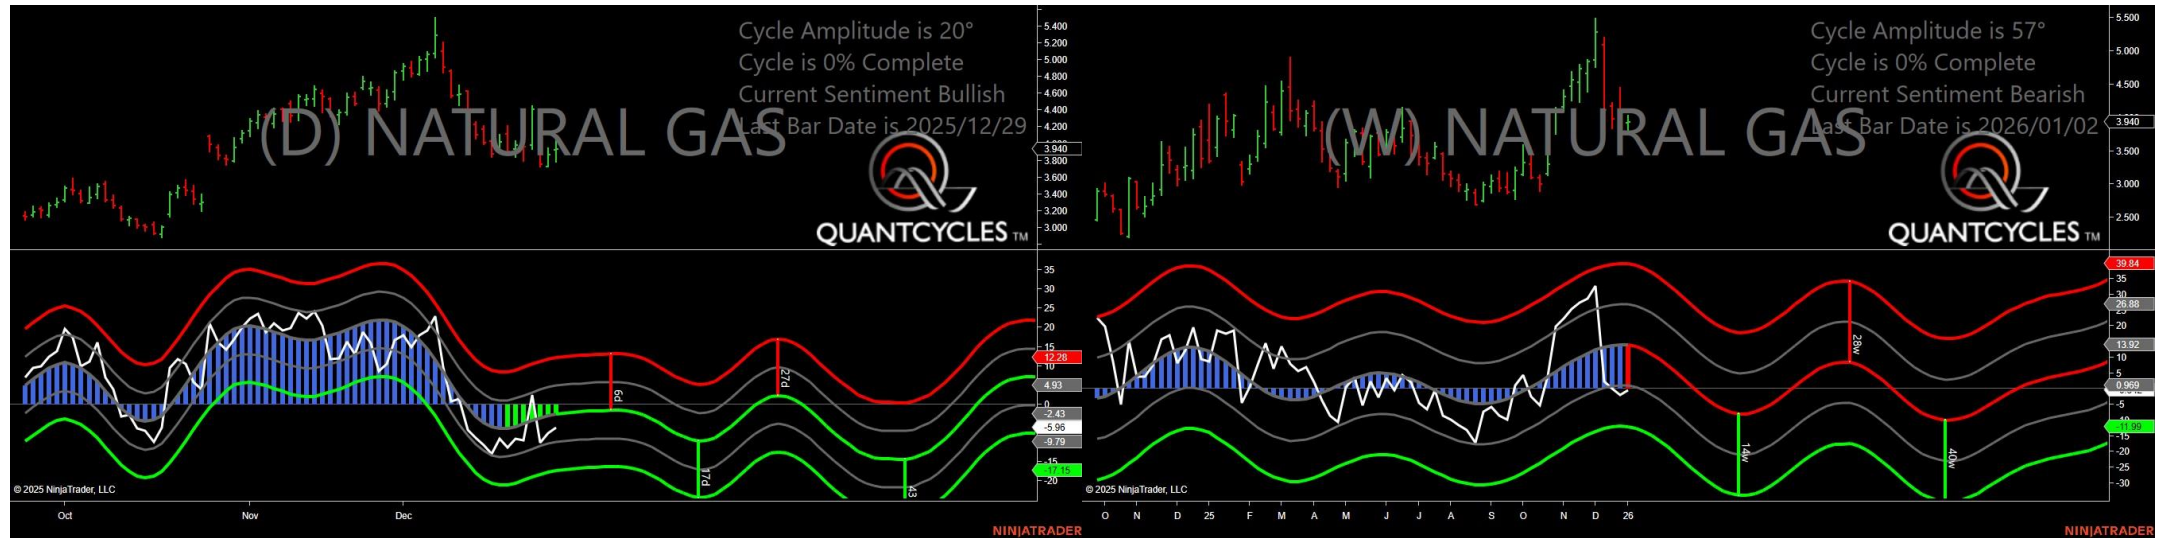 Cycle Amplitude is 20°
Cycle is 0% Complete
Current Sentiment Bullish
Last Bar Date is 2025/12/29
(D) NATURAL GAS
QUANTCYCLES TM
5.400
5.200
5.000
4.800
4.600
4.400
4.200
3.940
3.800
3.600
3.400
3.200
3.000
35
30
25
20
15
12.28
10
4.93
0
-2.43
-5.96
-9.79
-15
-17.15
-20
6d
17d
27d
43
© 2025 NinjaTrader, LLC
Oct Nov Dec
NINJATRADER
Cycle Amplitude is 57°
Cycle is 0% Complete
Current Sentiment Bearish
Last Bar Date is 2026/01/02
(W) NATURAL GAS
QUANTCYCLES TM
5.500
5.000
4.500
3.940
3.500
3.000
2.500
39.84
35
30
26.88
25
20
13.92
10
5
0.969
-5
-11.99
-15
-20
-25
-30
14w
28w
40w
© 2025 NinjaTrader, LLC
O N D 25 F M A M J J A S O N D 26
NINJATRADER